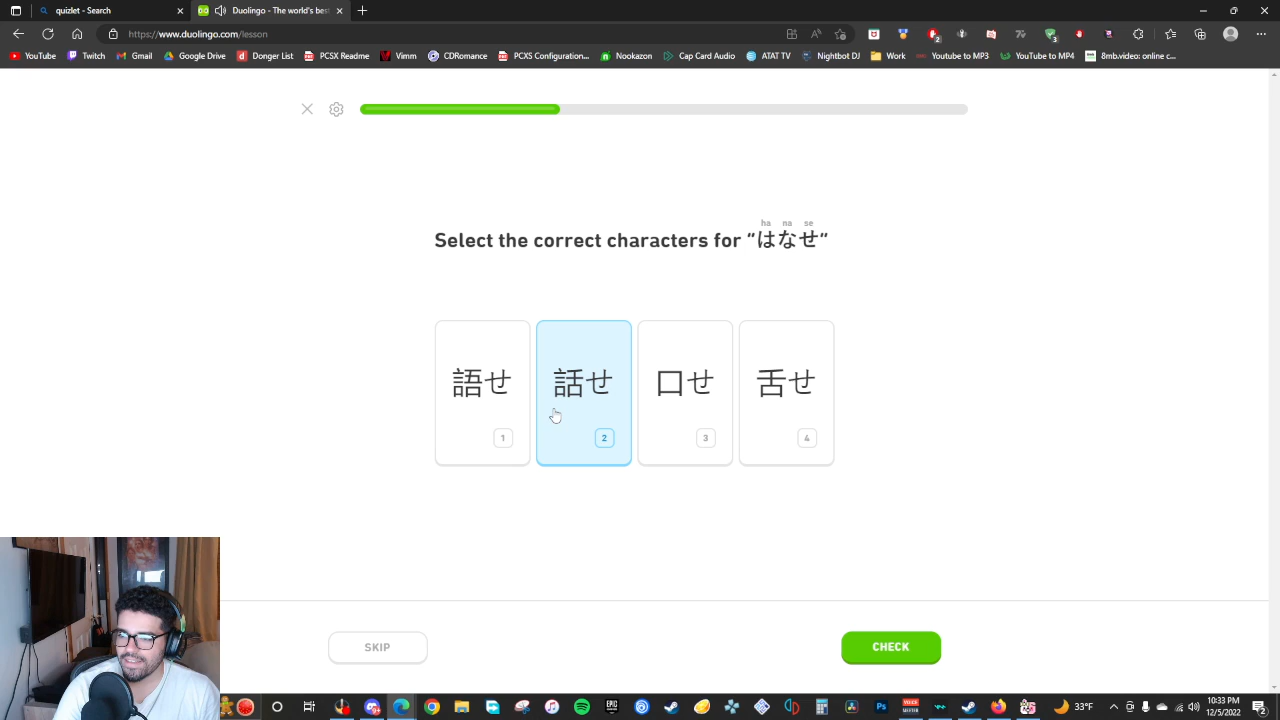 quizlet - Search
Duolingo - The world's bes
https://www.duolingo.com/lesson
YouTube
Twitch
Gmail
Google Drive
Donger List
PCSX Readme
Vimm
CDRomance
PCXS Configuration...
Nookazon
Cap Card Audio
ATAT TV
Nightbot DJ
Work
Youtube to MP3
YouTube to MP4
8mb.video: online c...
ha na se
Select the correct characters for "はなせ"
語せ
話せ
口せ
舌せ
1
2
3
4
SKIP
CHECK
33°F
10:33 PM
12/5/2022